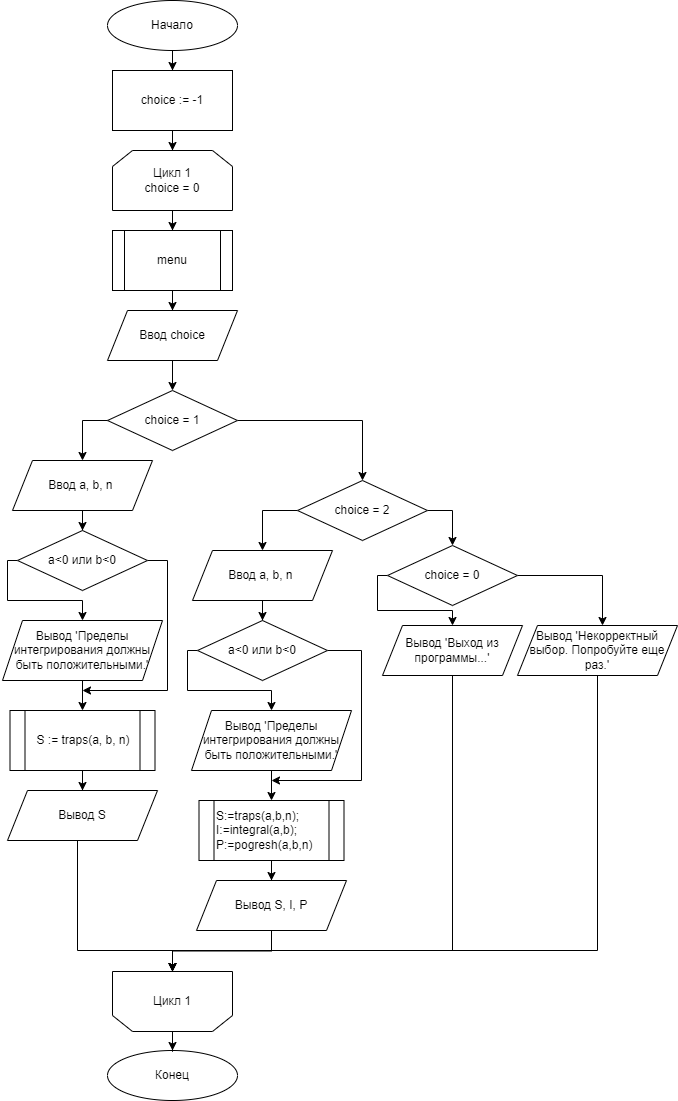 Начало
choice := -1
Цикл 1
choice = 0
menu
Ввод choice
choice = 1
Ввод a, b, n
a<0 или b<0
Вывод 'Пределы
интегрирования должны
быть положительными.'
S := traps(a, b, n)
Вывод S
choice = 2
Ввод a, b, n
a<0 или b<0
Вывод 'Пределы
интегрирования должны
быть положительными.'
S:=traps(a,b,n);
I:=integral(a,b);
P:=pogresh(a,b,n)
Вывод S, I, P
choice = 0
Вывод 'Выход из
программы...'
Вывод 'Некорректный
выбор. Попробуйте еще
раз.'
Цикл 1
Конец